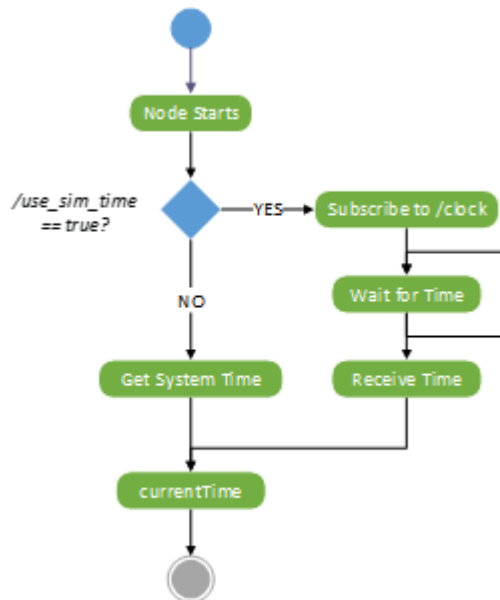 Node Starts
/use_sim_time
== true?
YES
Subscribe to /clock
Wait for Time
NO
Get System Time
Receive Time
currentTime